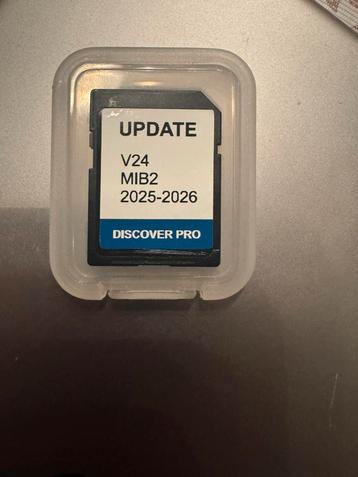 UPDATE
V24
MIB2
2025-2026
DISCOVER PRO